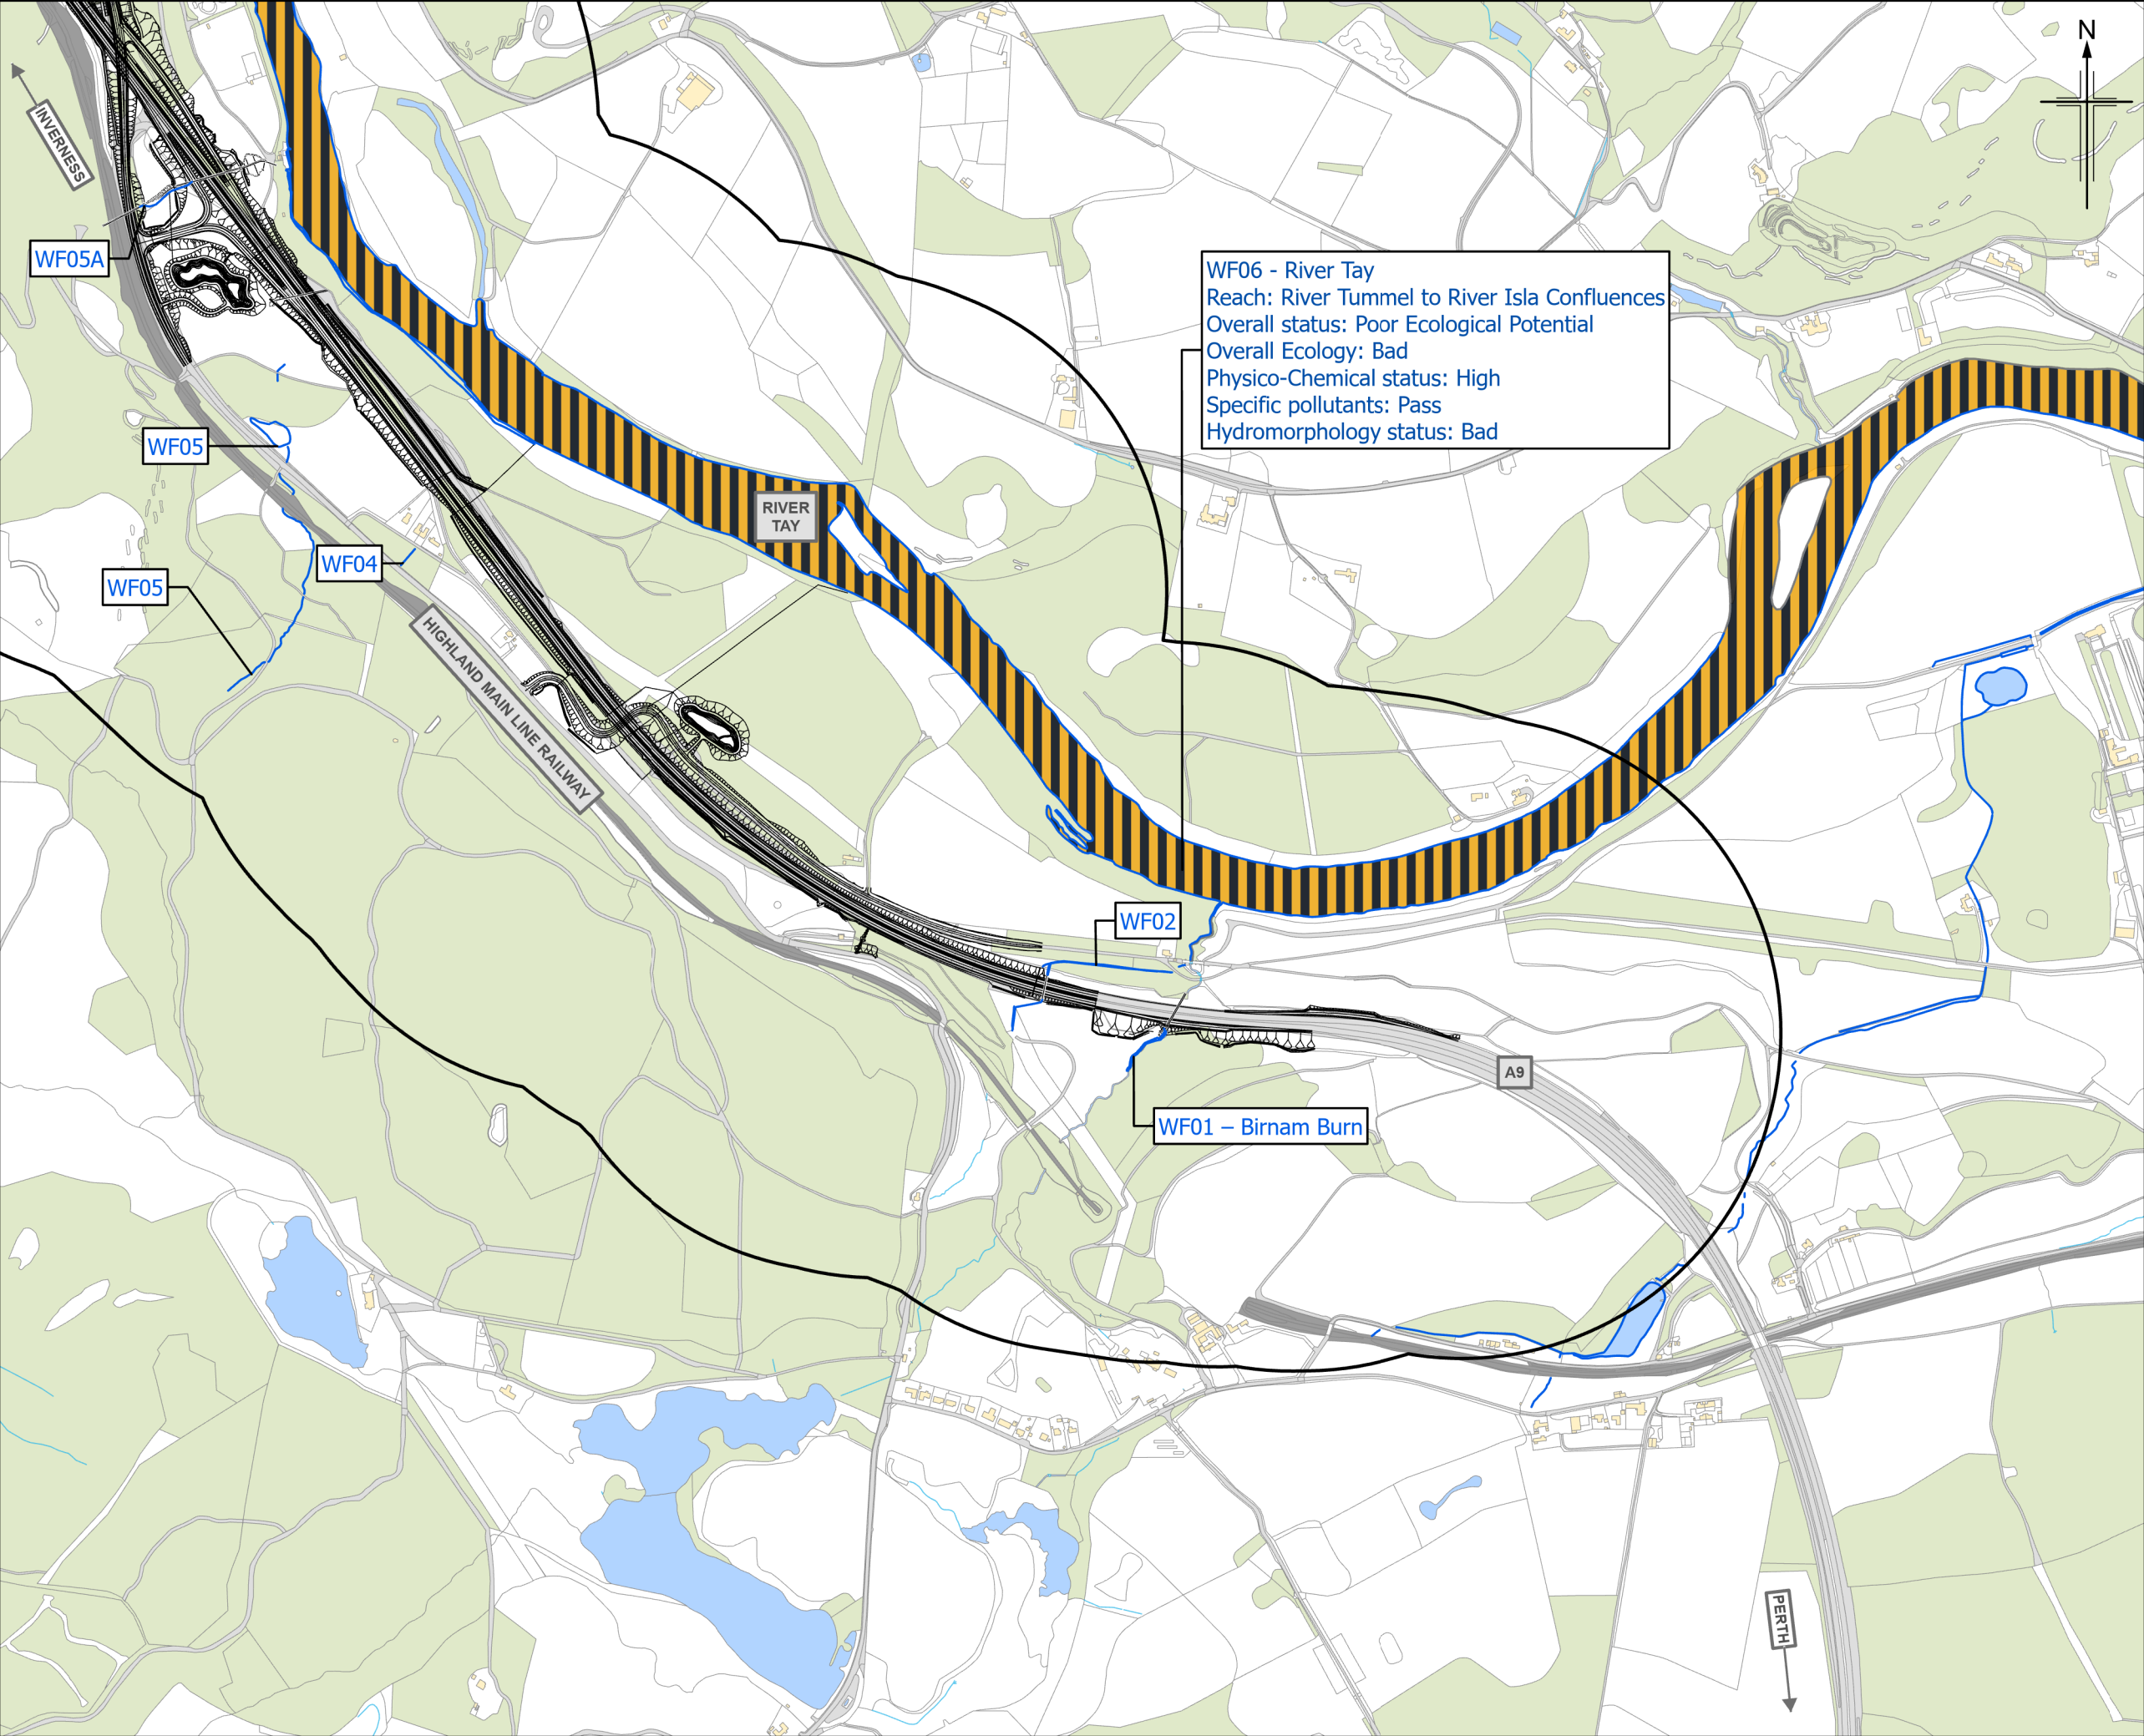 N
INVERNESS
WF05A
WF06 - River Tay
Reach: River Tummel to River Isla Confluences
Overall status: Poor Ecological Potential
Overall Ecology: Bad
Physico-Chemical status: High
Specific pollutants: Pass
Hydromorphology status: Bad
WF05
RIVER
TAY
WF04
WF05
HIGHLAND MAIN LINE RAILWAY
WF02
A9
WF01 – Birnam Burn
PERTH